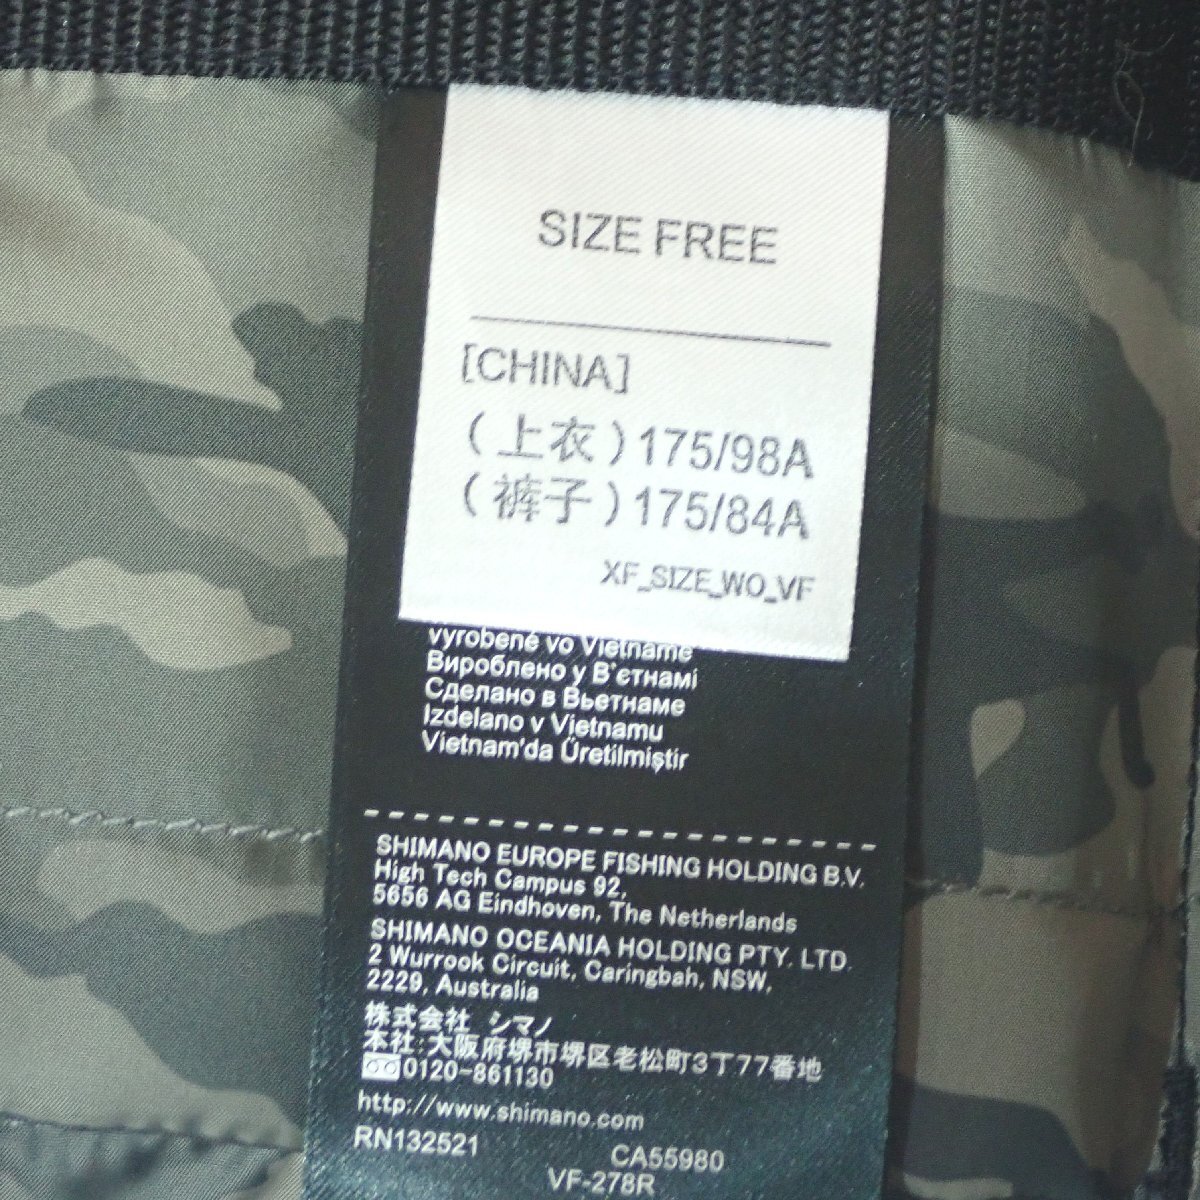 SIZE FREE
[CHINA]
(上衣)175/98A
(裤子)175/84A
XF_SIZE_WO_VF
vyrobené vo Vietname
Вироблено у В'єтнамі
Сделано в Вьетнаме
Izdelano v Vietnamu
Vietnam'da Üretilmiştir
SHIMANO EUROPE FISHING HOLDING B.V.
High Tech Campus 92,
5656 AG Eindhoven, The Netherlands
SHIMANO OCEANIA HOLDING PTY. LTD.
2 Wurrook Circuit, Caringbah, NSW,
2229, Australia
株式会社 シマノ
本社:大阪府堺市堺区老松町3丁77番地
0120-861130
http://www.shimano.com
RN132521 CA55980
VF-278R